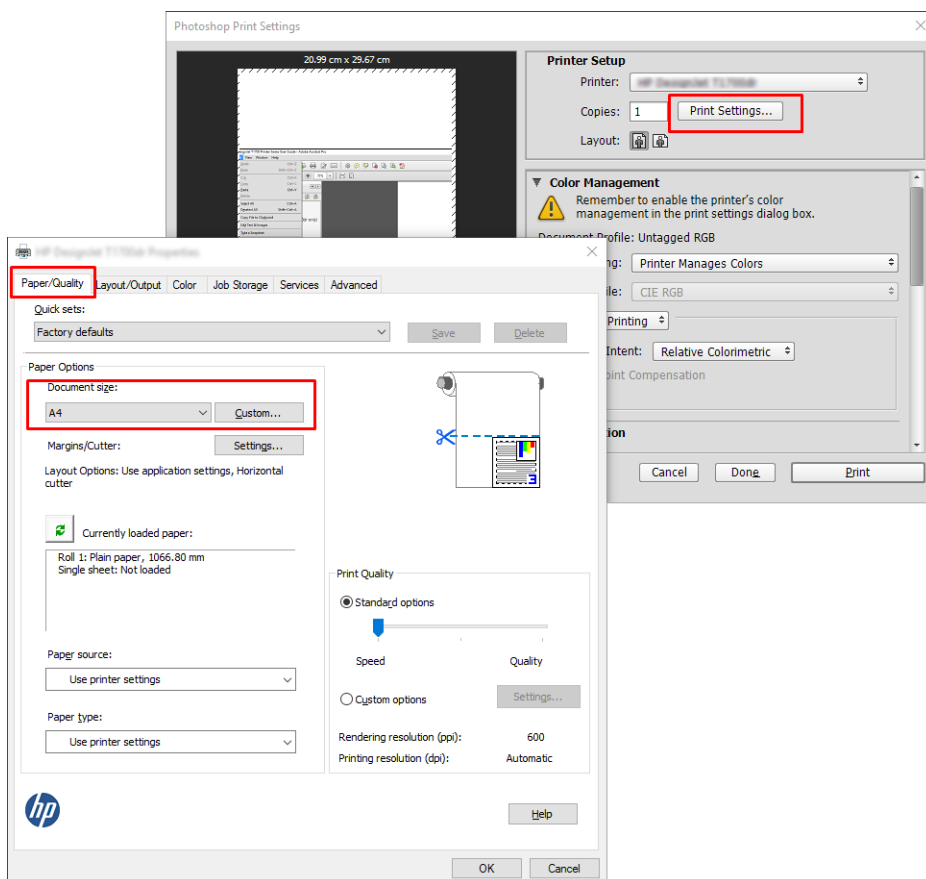 Photoshop Print Settings
20.99 cm x 29.67 cm
Printer Setup
Printer:
Copies: 1 Print Settings...
Layout:
Color Management
Remember to enable the printer's color
management in the print settings dialog box.
Document Profile: Untagged RGB
ng: Printer Manages Colors
ile: CIE RGB
Printing
Intent: Relative Colorimetric
oint Compensation
ion
Cancel Done Print
Paper/Quality Layout/Output Color Job Storage Services Advanced
Quick sets:
Factory defaults Save Delete
Paper Options
Document size:
A4 Custom...
Margins/Cutter: Settings...
Layout Options: Use application settings, Horizontal
cutter
Currently loaded paper:
Roll 1: Plain paper, 1066.80 mm
Single sheet: Not loaded
Paper source:
Use printer settings
Paper type:
Use printer settings
Print Quality
Standard options
Speed Quality
Custom options Settings...
Rendering resolution (ppi): 600
Printing resolution (dpi): Automatic
hp
Help
OK Cancel